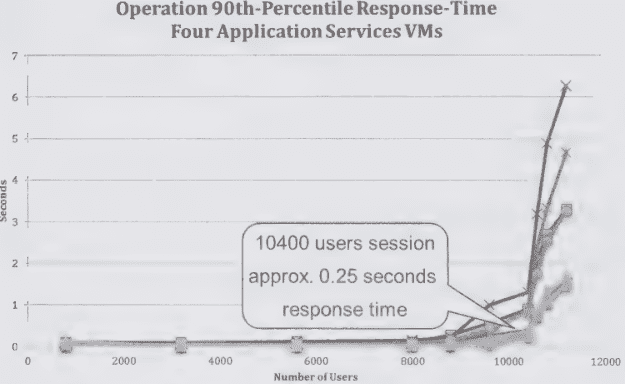 Operation 90th-Percentile Response-Time
Four Application Services VMs
7
6
5
4
3
2
1
0
Seconds
10400 users session
approx. 0.25 seconds
response time
0 2000 4000 6000 8000 10000 12000
Number of Users